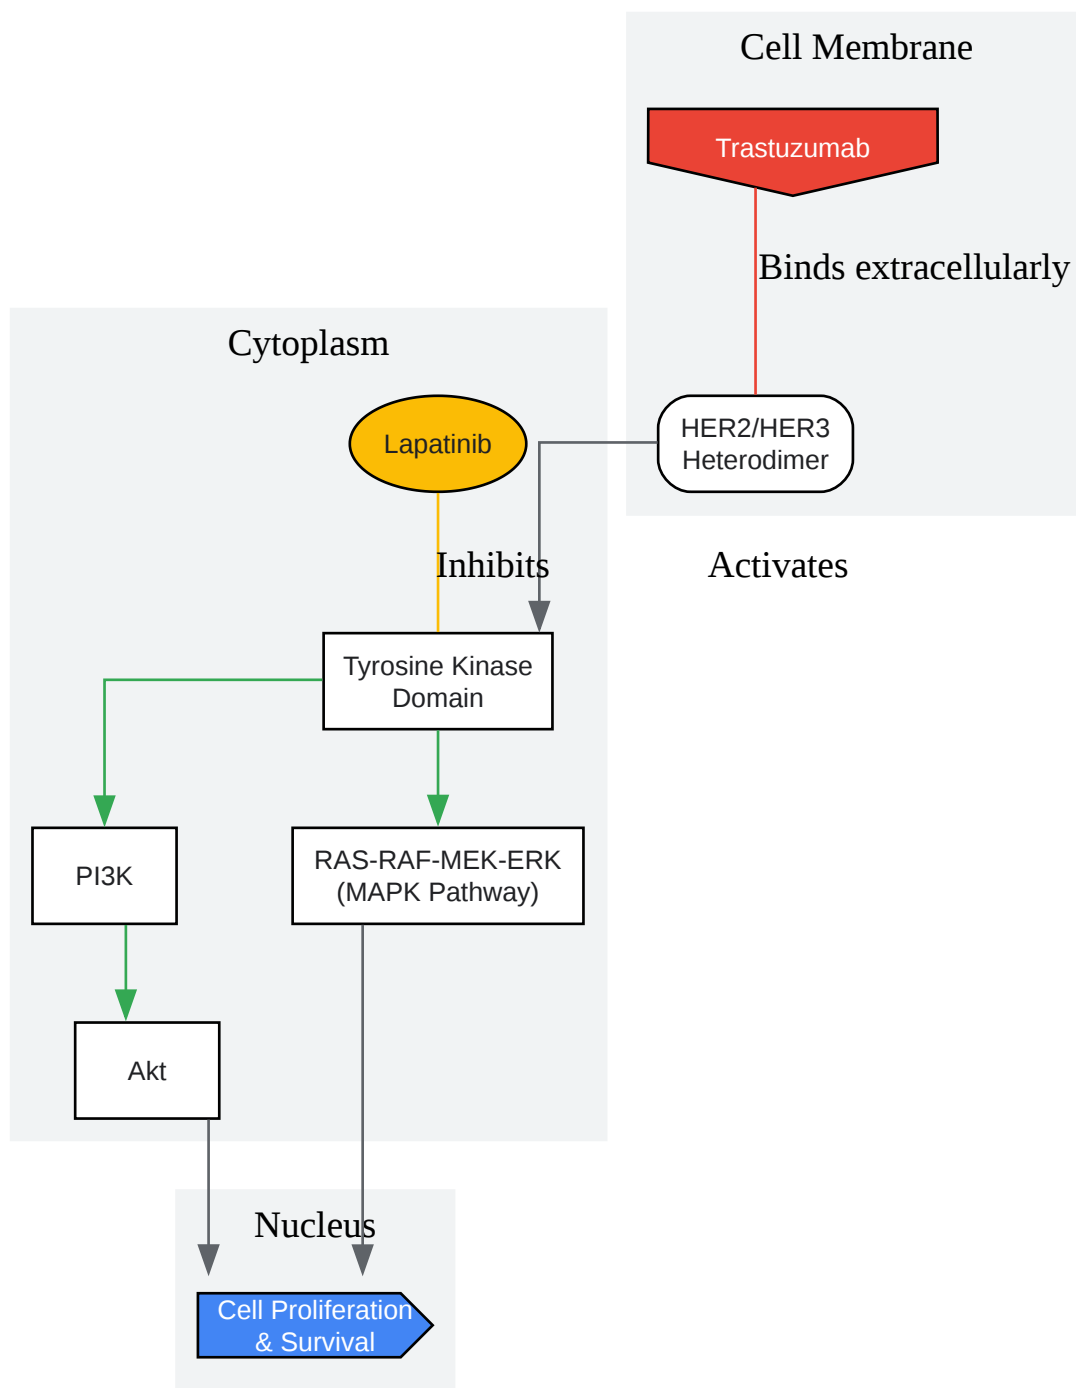 Cell Membrane
Trastuzumab
Binds extracellularly
Cytoplasm
Lapatinib
HER2/HER3
Heterodimer
Inhibits
Activates
Tyrosine Kinase
Domain
PI3K
RAS-RAF-MEK-ERK
(MAPK Pathway)
Akt
Nucleus
Cell Proliferation
& Survival